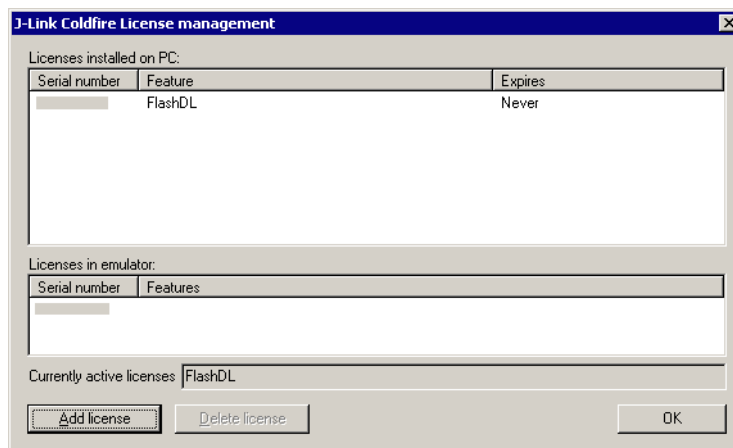 J-Link Coldfire License management
Licenses installed on PC:
Serial number Feature Expires
FlashDL Never
Licenses in emulator:
Serial number Features
Currently active licenses FlashDL
Add license Delete license OK